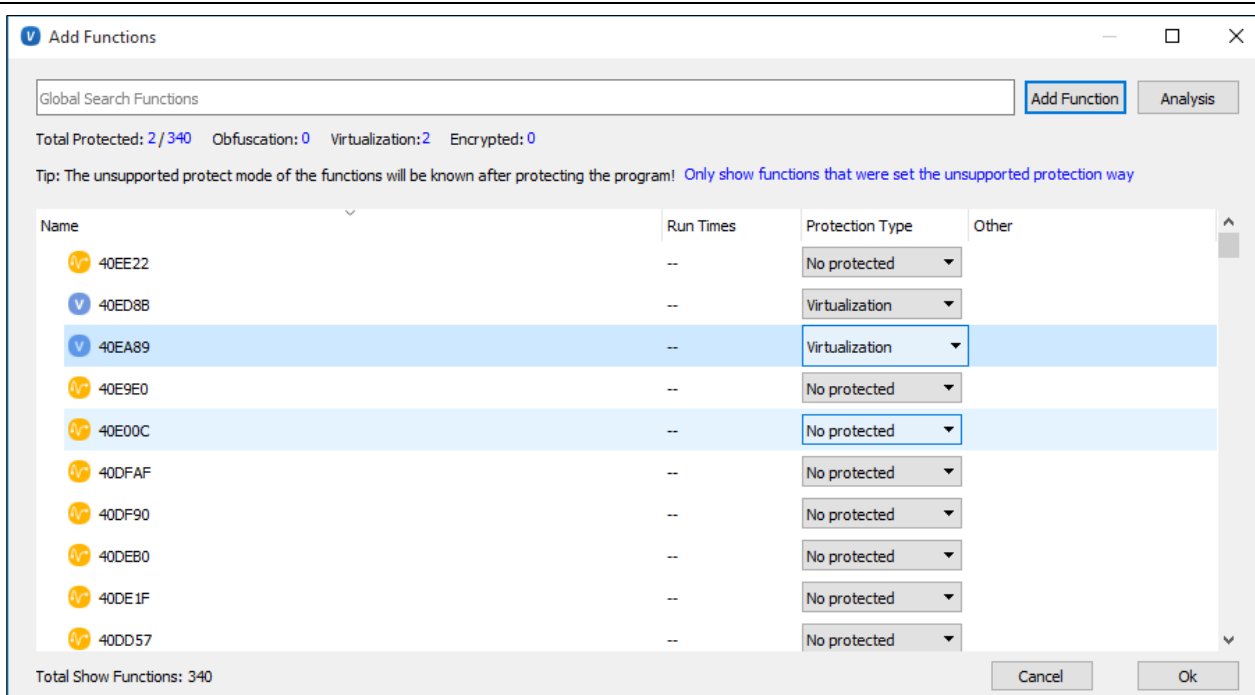 V Add Functions
Global Search Functions Add Function Analysis
Total Protected: 2 / 340 Obfuscation: 0 Virtualization:2 Encrypted: 0
Tip: The unsupported protect mode of the functions will be known after protecting the program! Only show functions that were set the unsupported protection way
Name Run Times Protection Type Other
40EE22 -- No protected
V 40ED8B -- Virtualization
V 40EA89 -- Virtualization
40E9E0 -- No protected
40E00C -- No protected
40DFAF -- No protected
40DF90 -- No protected
40DEB0 -- No protected
40DE1F -- No protected
40DD57 -- No protected
Total Show Functions: 340 Cancel Ok